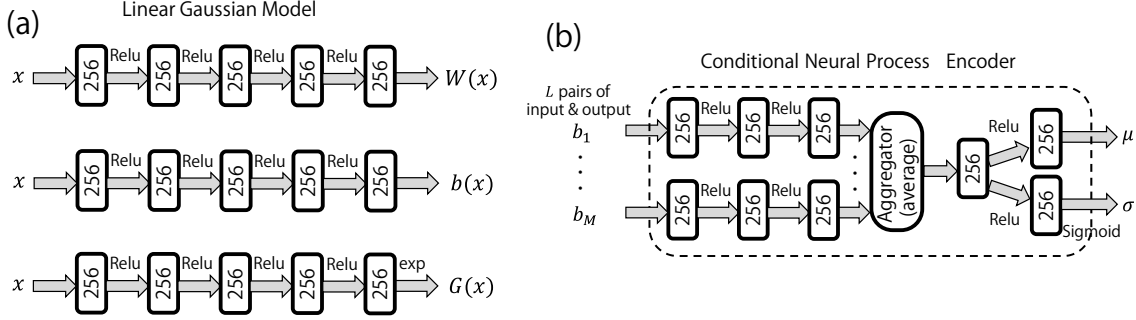 (a)
Linear Gaussian Model
x 256 Relu 256 Relu 256 Relu 256 Relu 256 W(x)
x 256 Relu 256 Relu 256 Relu 256 Relu 256 b(x)
x 256 Relu 256 Relu 256 Relu 256 Relu 256 exp G(x)
(b)
Conditional Neural Process Encoder
L pairs of
input & output
b_1 256 Relu 256 Relu 256
b_M 256 Relu 256 Relu 256
Aggregator
(average)
256
Relu 256 μ
Relu 256 Sigmoid σ